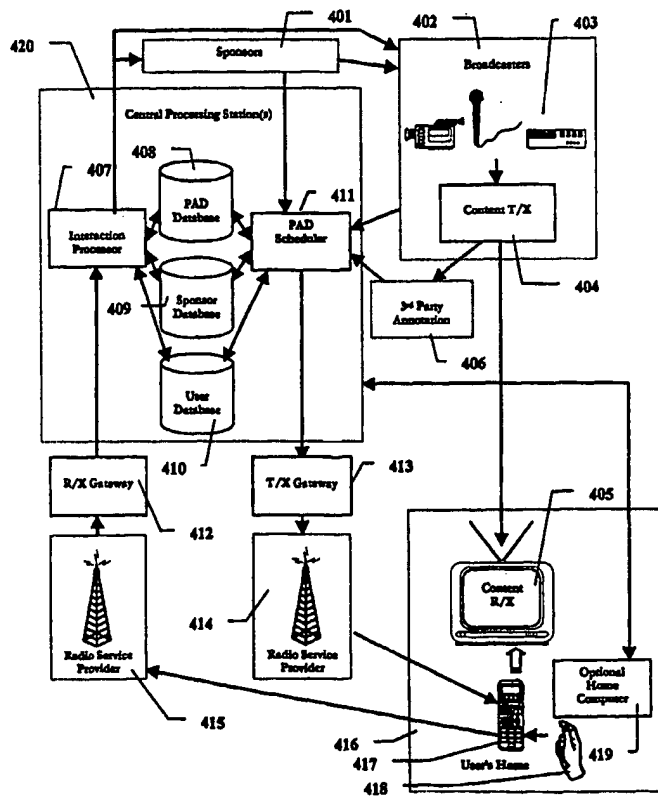 401
402
403
420
Sponsors
Broadcasters
Central Processing Station(s)
408
407
411
PAD
Database
PAD
Scheduler
Interaction
Processor
Content T/X
409
Sponsor
Database
3rd Party
Annotation
404
406
User
Database
410
R/X Gateway
T/X Gateway
413
412
405
Content
R/X
414
Radio Service
Provider
Radio Service
Provider
Optional
Home
Computer
415
416
User's Home
419
417
418